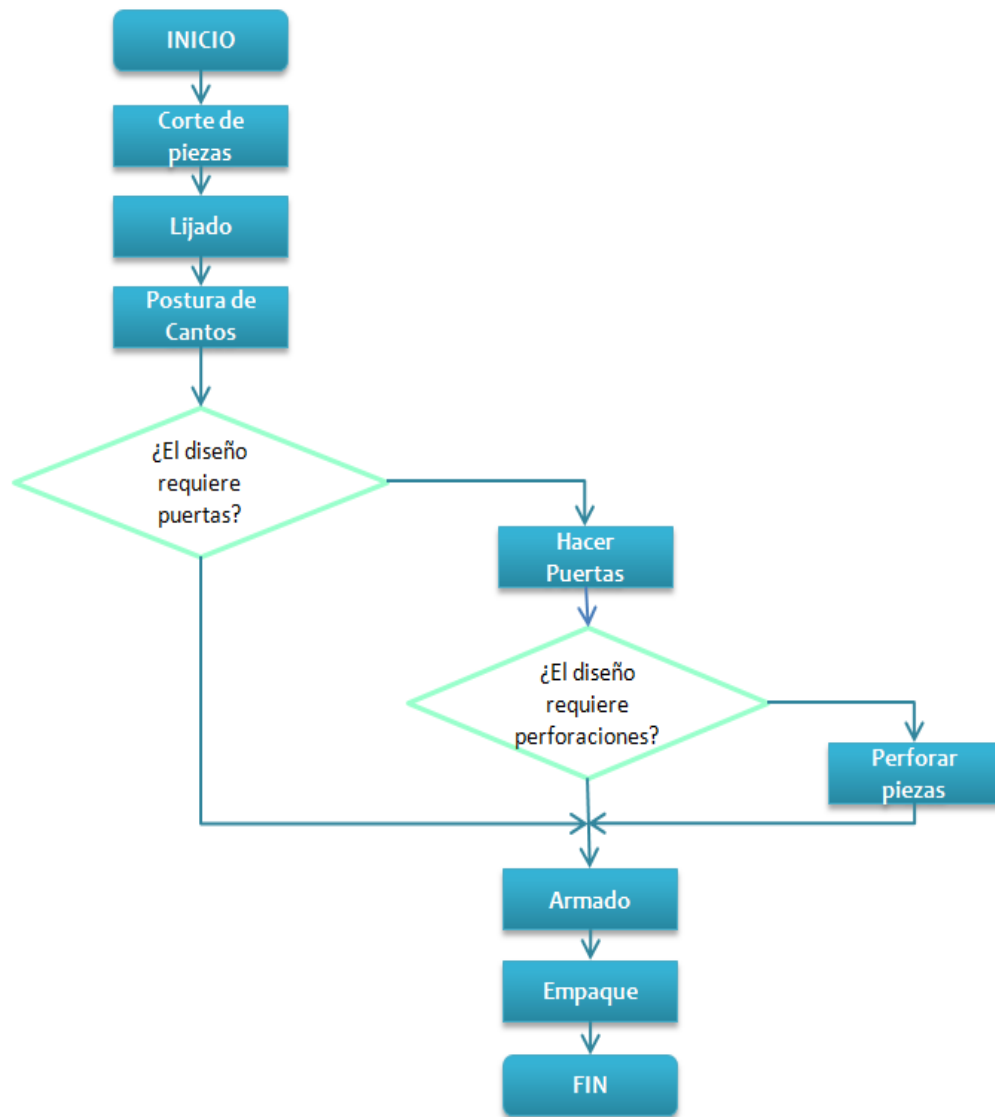 INICIO
Corte de
piezas
Lijado
Postura de
Cantos
¿El diseño
requiere
puertas?
Hacer
Puertas
¿El diseño
requiere
perforaciones?
Perforar
piezas
Armado
Empaque
FIN